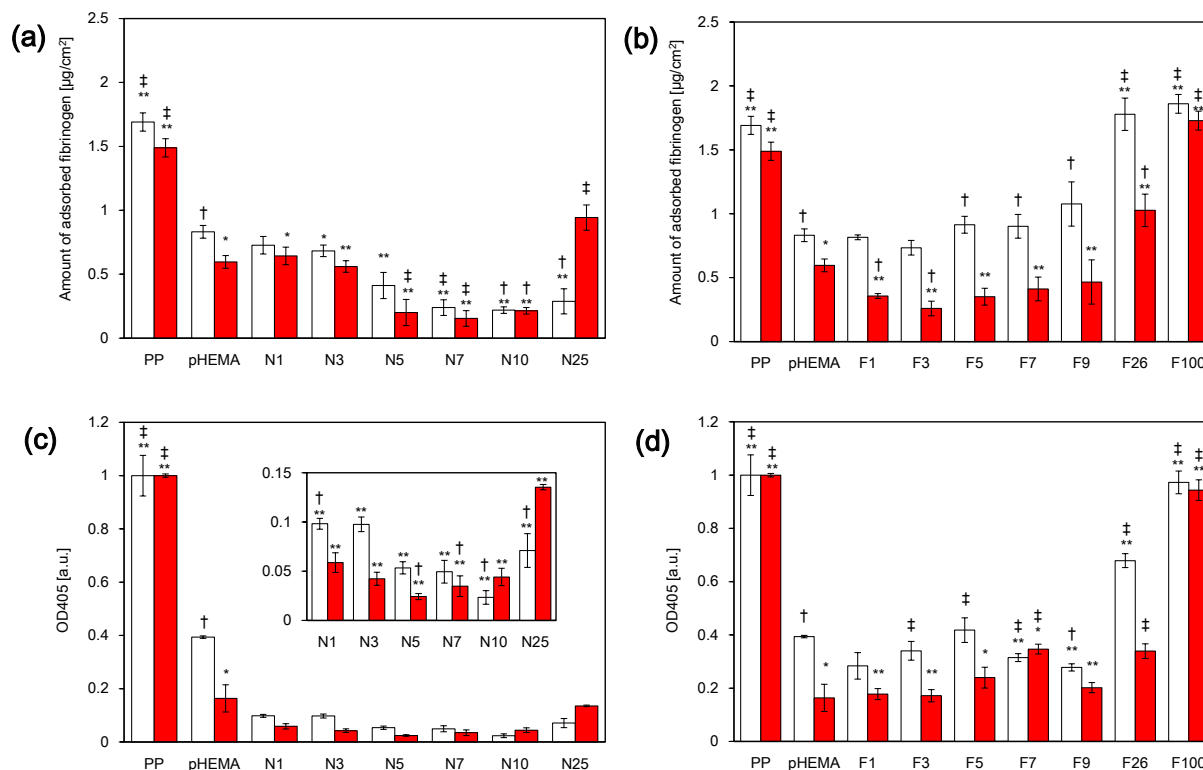 (a)
Amount of adsorbed fibrinogen [µg/cm²]
2.5
2
1.5
1
0.5
0
‡ ‡
** **
† * * * ** ** ‡ ‡ ‡ † † † ‡
** ** ** ** ** **
PP pHEMA N1 N3 N5 N7 N10 N25
(b)
Amount of adsorbed fibrinogen [µg/cm²]
2.5
2
1.5
1
0.5
0
‡ ‡ ‡ † ‡ ‡
** ** ** ** ** **
† * † † † ** † ** † **
** **
PP pHEMA F1 F3 F5 F7 F9 F26 F100
(c)
OD405 [a.u.]
1.2
1
0.8
0.6
0.4
0.2
0
‡ ‡
** **
† *
0.15
0.1
0.05
0
† ** ** ** ** ** † ** ** † ** † ** ** † ** **
N1 N3 N5 N7 N10 N25
PP pHEMA N1 N3 N5 N7 N10 N25
(d)
OD405 [a.u.]
1.2
1
0.8
0.6
0.4
0.2
0
‡ ‡ ‡ ‡ ‡
** ** ** ** **
† * ** ‡ ** ‡ * ‡ ‡ † ** ‡
** * **
PP pHEMA F1 F3 F5 F7 F9 F26 F100